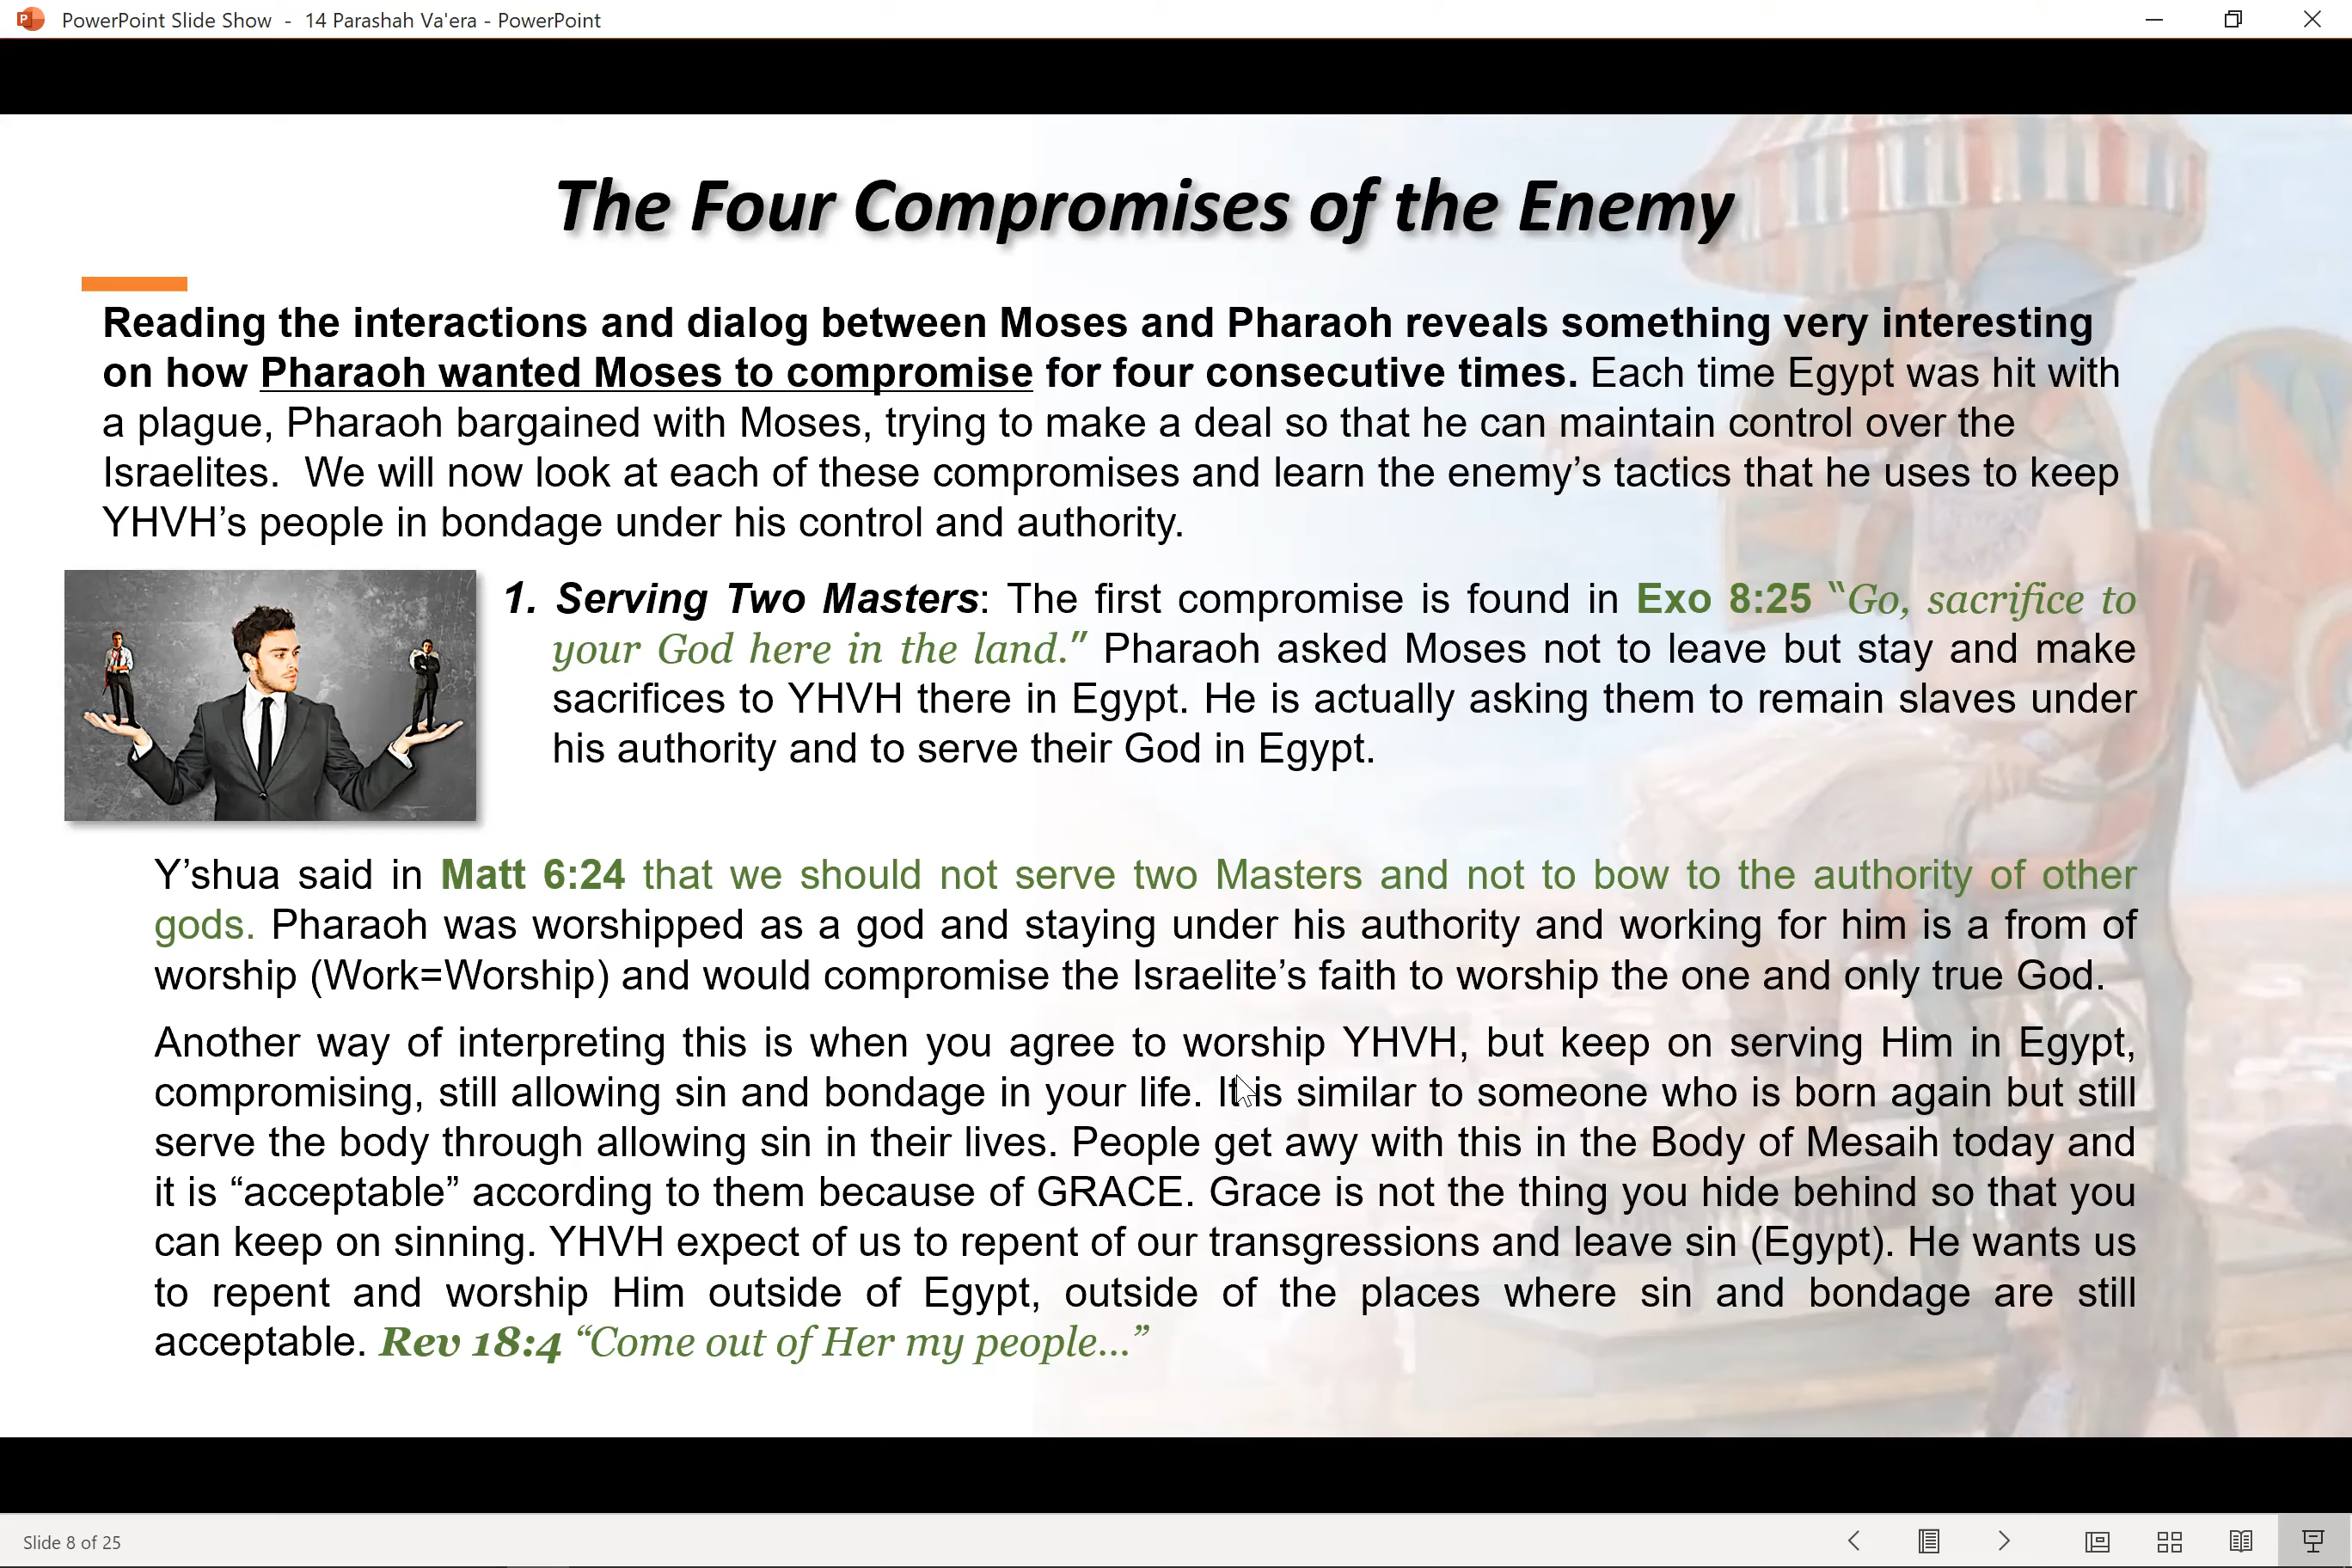 PowerPoint Slide Show - 14 Parashah Va'era - PowerPoint
The Four Compromises of the Enemy
Reading the interactions and dialog between Moses and Pharaoh reveals something very interesting
on how Pharaoh wanted Moses to compromise for four consecutive times. Each time Egypt was hit with
a plague, Pharaoh bargained with Moses, trying to make a deal so that he can maintain control over the
Israelites.  We will now look at each of these compromises and learn the enemy’s tactics that he uses to keep
YHVH’s people in bondage under his control and authority.
1. Serving Two Masters: The first compromise is found in Exo 8:25 “Go, sacrifice to
your God here in the land.” Pharaoh asked Moses not to leave but stay and make
sacrifices to YHVH there in Egypt. He is actually asking them to remain slaves under
his authority and to serve their God in Egypt.
Y’shua said in Matt 6:24 that we should not serve two Masters and not to bow to the authority of other
gods. Pharaoh was worshipped as a god and staying under his authority and working for him is a from of
worship (Work=Worship) and would compromise the Israelite’s faith to worship the one and only true God.
Another way of interpreting this is when you agree to worship YHVH, but keep on serving Him in Egypt,
compromising, still allowing sin and bondage in your life. It is similar to someone who is born again but still
serve the body through allowing sin in their lives. People get awy with this in the Body of Mesaih today and
it is “acceptable” according to them because of GRACE. Grace is not the thing you hide behind so that you
can keep on sinning. YHVH expect of us to repent of our transgressions and leave sin (Egypt). He wants us
to repent and worship Him outside of Egypt, outside of the places where sin and bondage are still
acceptable. Rev 18:4 “Come out of Her my people...”
Slide 8 of 25